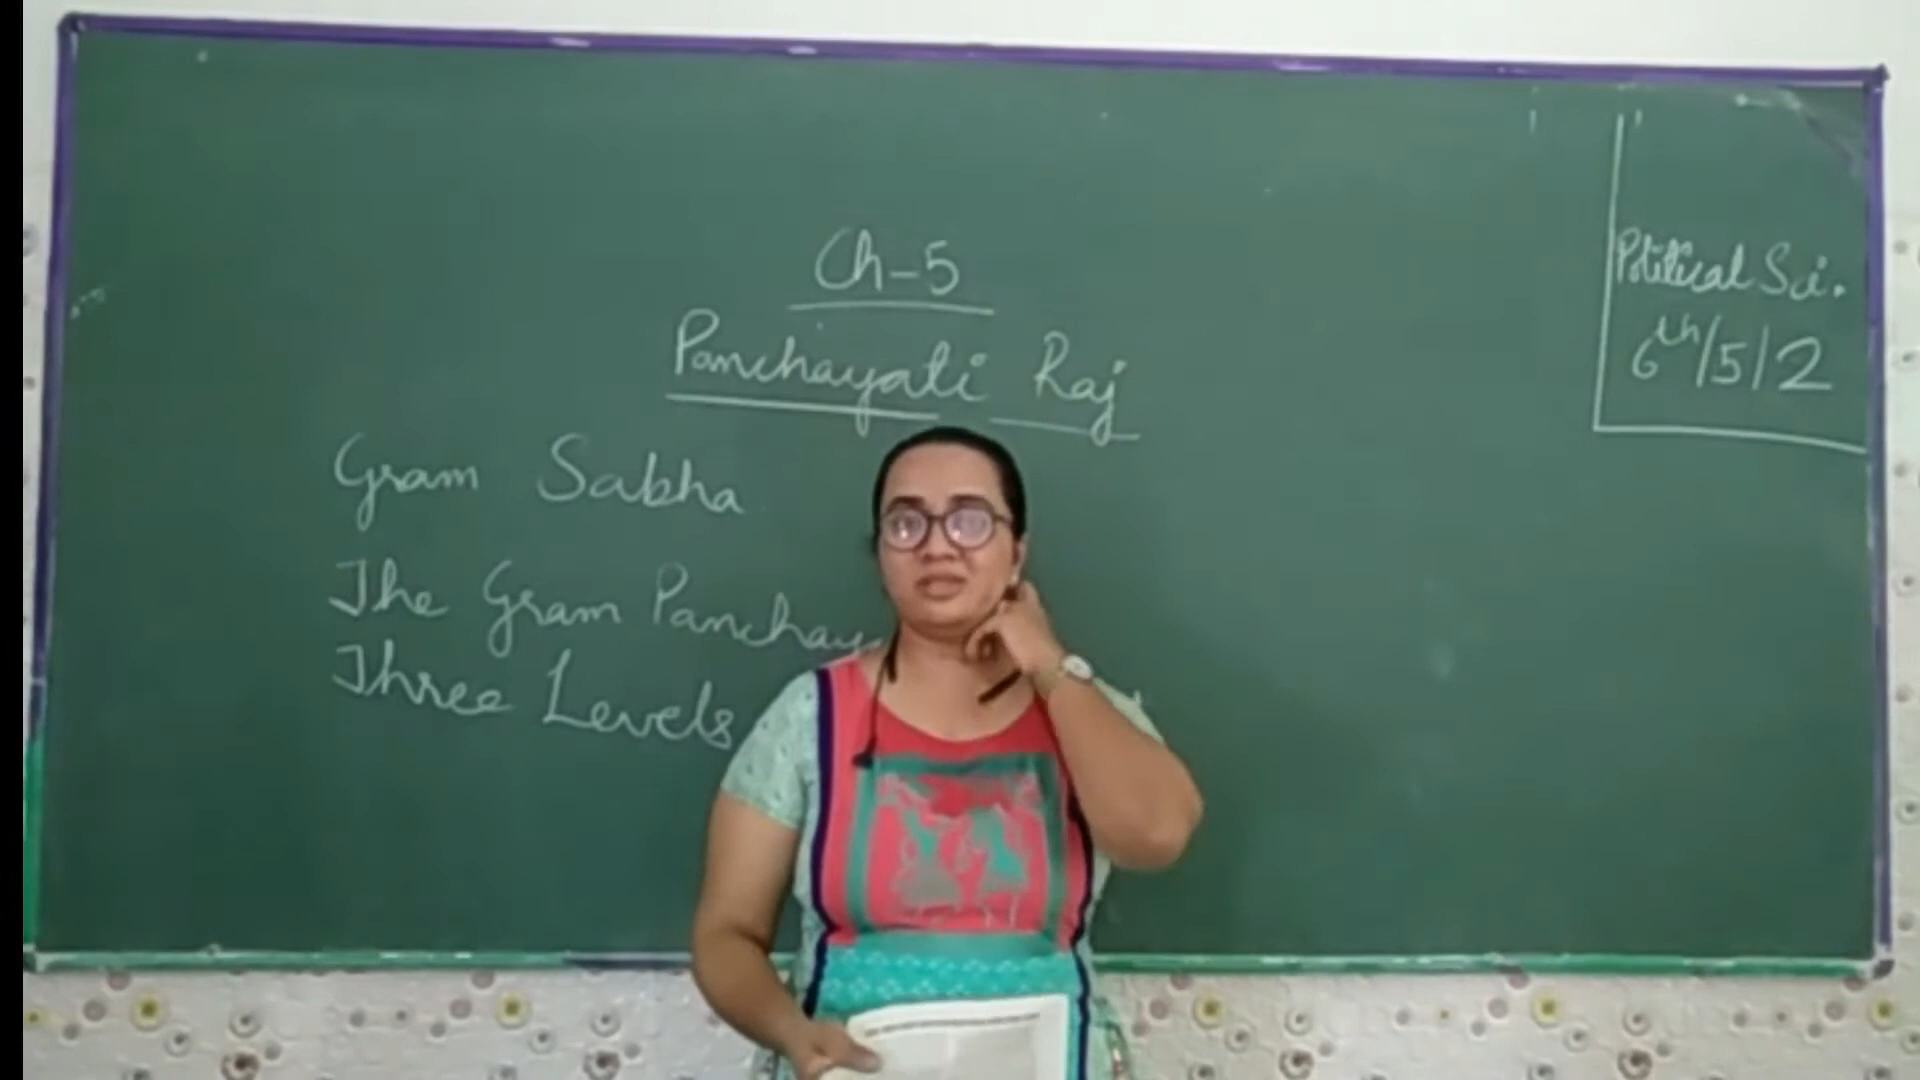 Ch-5
Panchayati Raj
Political Sci.
6th/5/2
Gram Sabha
The Gram Panchay
Three Levels